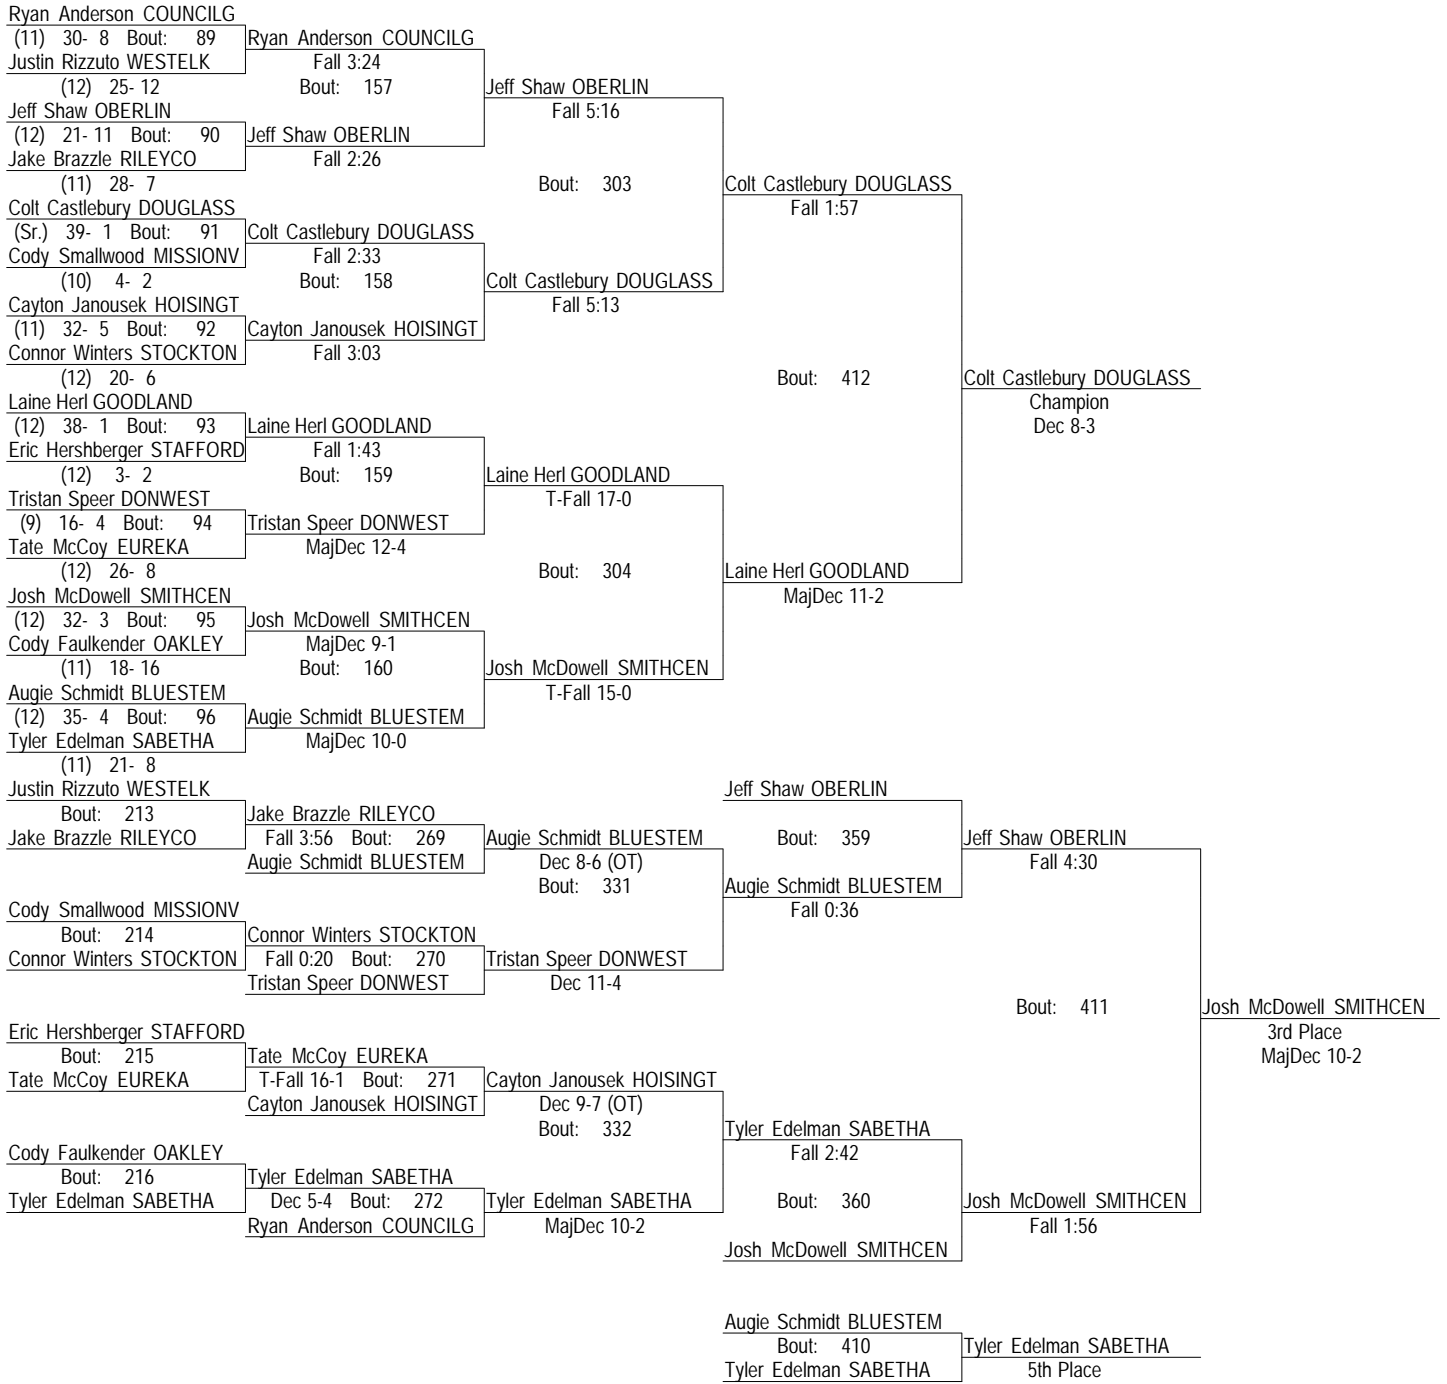 Ryan Anderson COUNCILG
(11) 30- 8 Bout: 89 Ryan Anderson COUNCILG
Justin Rizzuto WESTELK Fall 3:24
(12) 25- 12 Bout: 157 Jeff Shaw OBERLIN
Jeff Shaw OBERLIN Fall 5:16
(12) 21- 11 Bout: 90 Jeff Shaw OBERLIN
Jake Brazzle RILEYCO Fall 2:26
(11) 28- 7 Bout: 303 Colt Castlebury DOUGLASS
Colt Castlebury DOUGLASS Fall 1:57
(Sr.) 39- 1 Bout: 91 Colt Castlebury DOUGLASS
Cody Smallwood MISSIONV Fall 2:33
(10) 4- 2 Bout: 158 Colt Castlebury DOUGLASS
Cayton Janousek HOISINGT Fall 5:13
(11) 32- 5 Bout: 92 Cayton Janousek HOISINGT
Connor Winters STOCKTON Fall 3:03
(12) 20- 6 Bout: 412 Colt Castlebury DOUGLASS
Laine Herl GOODLAND Champion
(12) 38- 1 Bout: 93 Laine Herl GOODLAND Dec 8-3
Eric Hershberger STAFFORD Fall 1:43
(12) 3- 2 Bout: 159 Laine Herl GOODLAND
Tristan Speer DONWEST T-Fall 17-0
(9) 16- 4 Bout: 94 Tristan Speer DONWEST
Tate McCoy EUREKA MajDec 12-4
(12) 26- 8 Bout: 304 Laine Herl GOODLAND
Josh McDowell SMITHCEN MajDec 11-2
(12) 32- 3 Bout: 95 Josh McDowell SMITHCEN
Cody Faulkender OAKLEY MajDec 9-1
(11) 18- 16 Bout: 160 Josh McDowell SMITHCEN
Augie Schmidt BLUESTEM T-Fall 15-0
(12) 35- 4 Bout: 96 Augie Schmidt BLUESTEM
Tyler Edelman SABETHA MajDec 10-0
(11) 21- 8
Justin Rizzuto WESTELK Jeff Shaw OBERLIN
Bout: 213 Jake Brazzle RILEYCO
Jake Brazzle RILEYCO Fall 3:56 Bout: 269 Augie Schmidt BLUESTEM Bout: 359 Jeff Shaw OBERLIN
Augie Schmidt BLUESTEM Dec 8-6 (OT) Fall 4:30
Bout: 331 Augie Schmidt BLUESTEM
Cody Smallwood MISSIONV Fall 0:36
Bout: 214 Connor Winters STOCKTON
Connor Winters STOCKTON Fall 0:20 Bout: 270 Tristan Speer DONWEST
Tristan Speer DONWEST Dec 11-4
Bout: 411 Josh McDowell SMITHCEN
Eric Hershberger STAFFORD 3rd Place
Bout: 215 Tate McCoy EUREKA MajDec 10-2
Tate McCoy EUREKA T-Fall 16-1 Bout: 271 Cayton Janousek HOISINGT
Cayton Janousek HOISINGT Dec 9-7 (OT)
Bout: 332 Tyler Edelman SABETHA
Cody Faulkender OAKLEY Fall 2:42
Bout: 216 Tyler Edelman SABETHA
Tyler Edelman SABETHA Dec 5-4 Bout: 272 Tyler Edelman SABETHA Bout: 360 Josh McDowell SMITHCEN
Ryan Anderson COUNCILG MajDec 10-2 Fall 1:56
Josh McDowell SMITHCEN
Augie Schmidt BLUESTEM
Bout: 410 Tyler Edelman SABETHA
Tyler Edelman SABETHA 5th Place